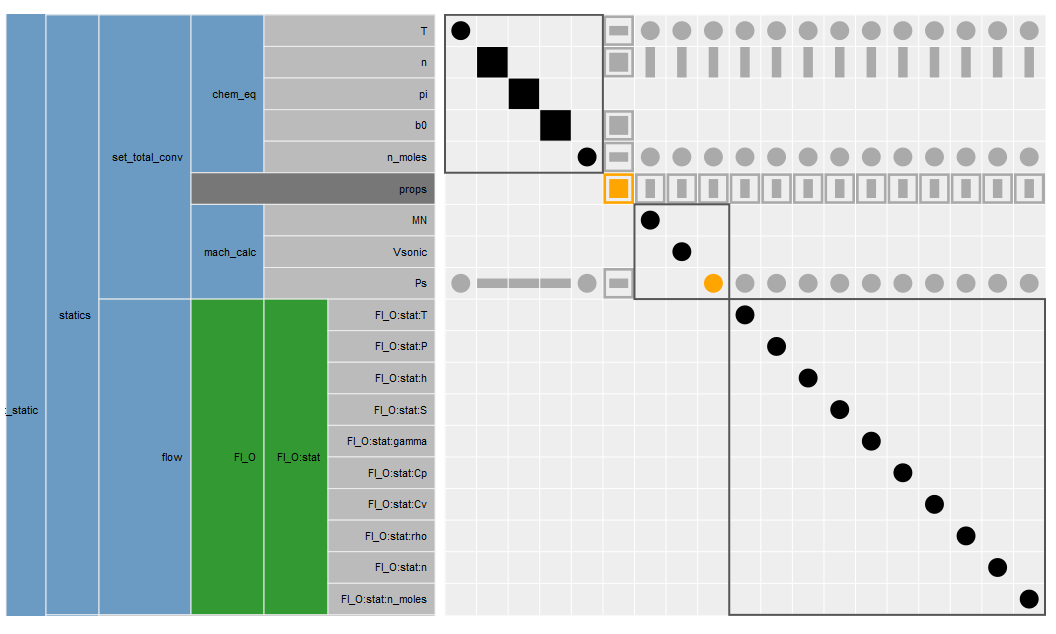 T
n
chem_eq
pi
b0
set_total_conv
n_moles
props
MN
mach_calc
Vsonic
Ps
statics
Fl_O:stat:T
Fl_O:stat:P
Fl_O:stat:h
:_static
Fl_O:stat:S
Fl_O:stat:gamma
flow
Fl_O
Fl_O:stat
Fl_O:stat:Cp
Fl_O:stat:Cv
Fl_O:stat:rho
Fl_O:stat:n
Fl_O:stat:n_moles